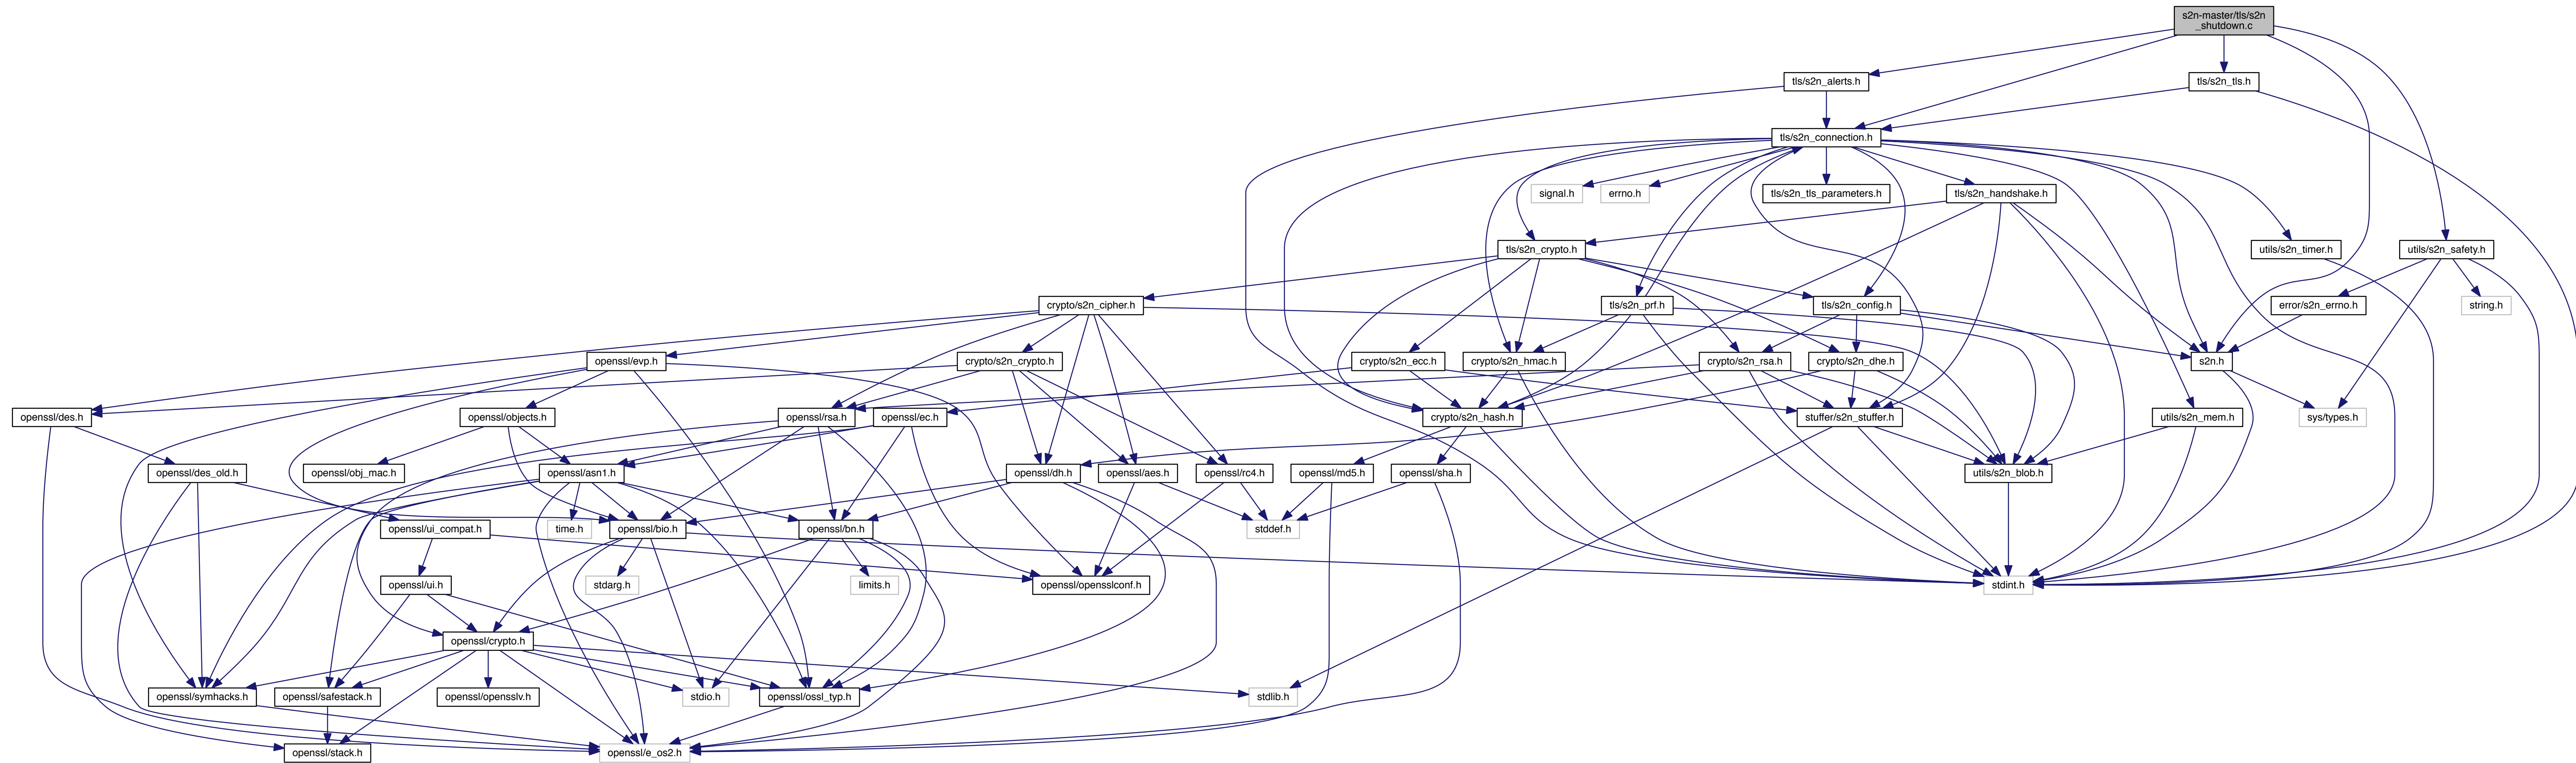 s2n-master/tls/s2n
_shutdown.c
tls/s2n_alerts.h
tls/s2n_tls.h
tls/s2n_connection.h
signal.h
errno.h
tls/s2n_tls_parameters.h
tls/s2n_handshake.h
tls/s2n_crypto.h
utils/s2n_timer.h
utils/s2n_safety.h
crypto/s2n_cipher.h
tls/s2n_prf.h
tls/s2n_config.h
error/s2n_errno.h
string.h
openssl/evp.h
crypto/s2n_crypto.h
crypto/s2n_ecc.h
crypto/s2n_hmac.h
crypto/s2n_rsa.h
crypto/s2n_dhe.h
s2n.h
openssl/des.h
openssl/objects.h
openssl/rsa.h
openssl/ec.h
crypto/s2n_hash.h
stuffer/s2n_stuffer.h
utils/s2n_mem.h
sys/types.h
openssl/des_old.h
openssl/obj_mac.h
openssl/asn1.h
openssl/dh.h
openssl/aes.h
openssl/rc4.h
openssl/md5.h
openssl/sha.h
utils/s2n_blob.h
openssl/ui_compat.h
time.h
openssl/bio.h
openssl/bn.h
stddef.h
openssl/ui.h
stdarg.h
limits.h
openssl/opensslconf.h
stdint.h
openssl/crypto.h
openssl/symhacks.h
openssl/safestack.h
openssl/opensslv.h
stdio.h
openssl/ossl_typ.h
stdlib.h
openssl/stack.h
openssl/e_os2.h